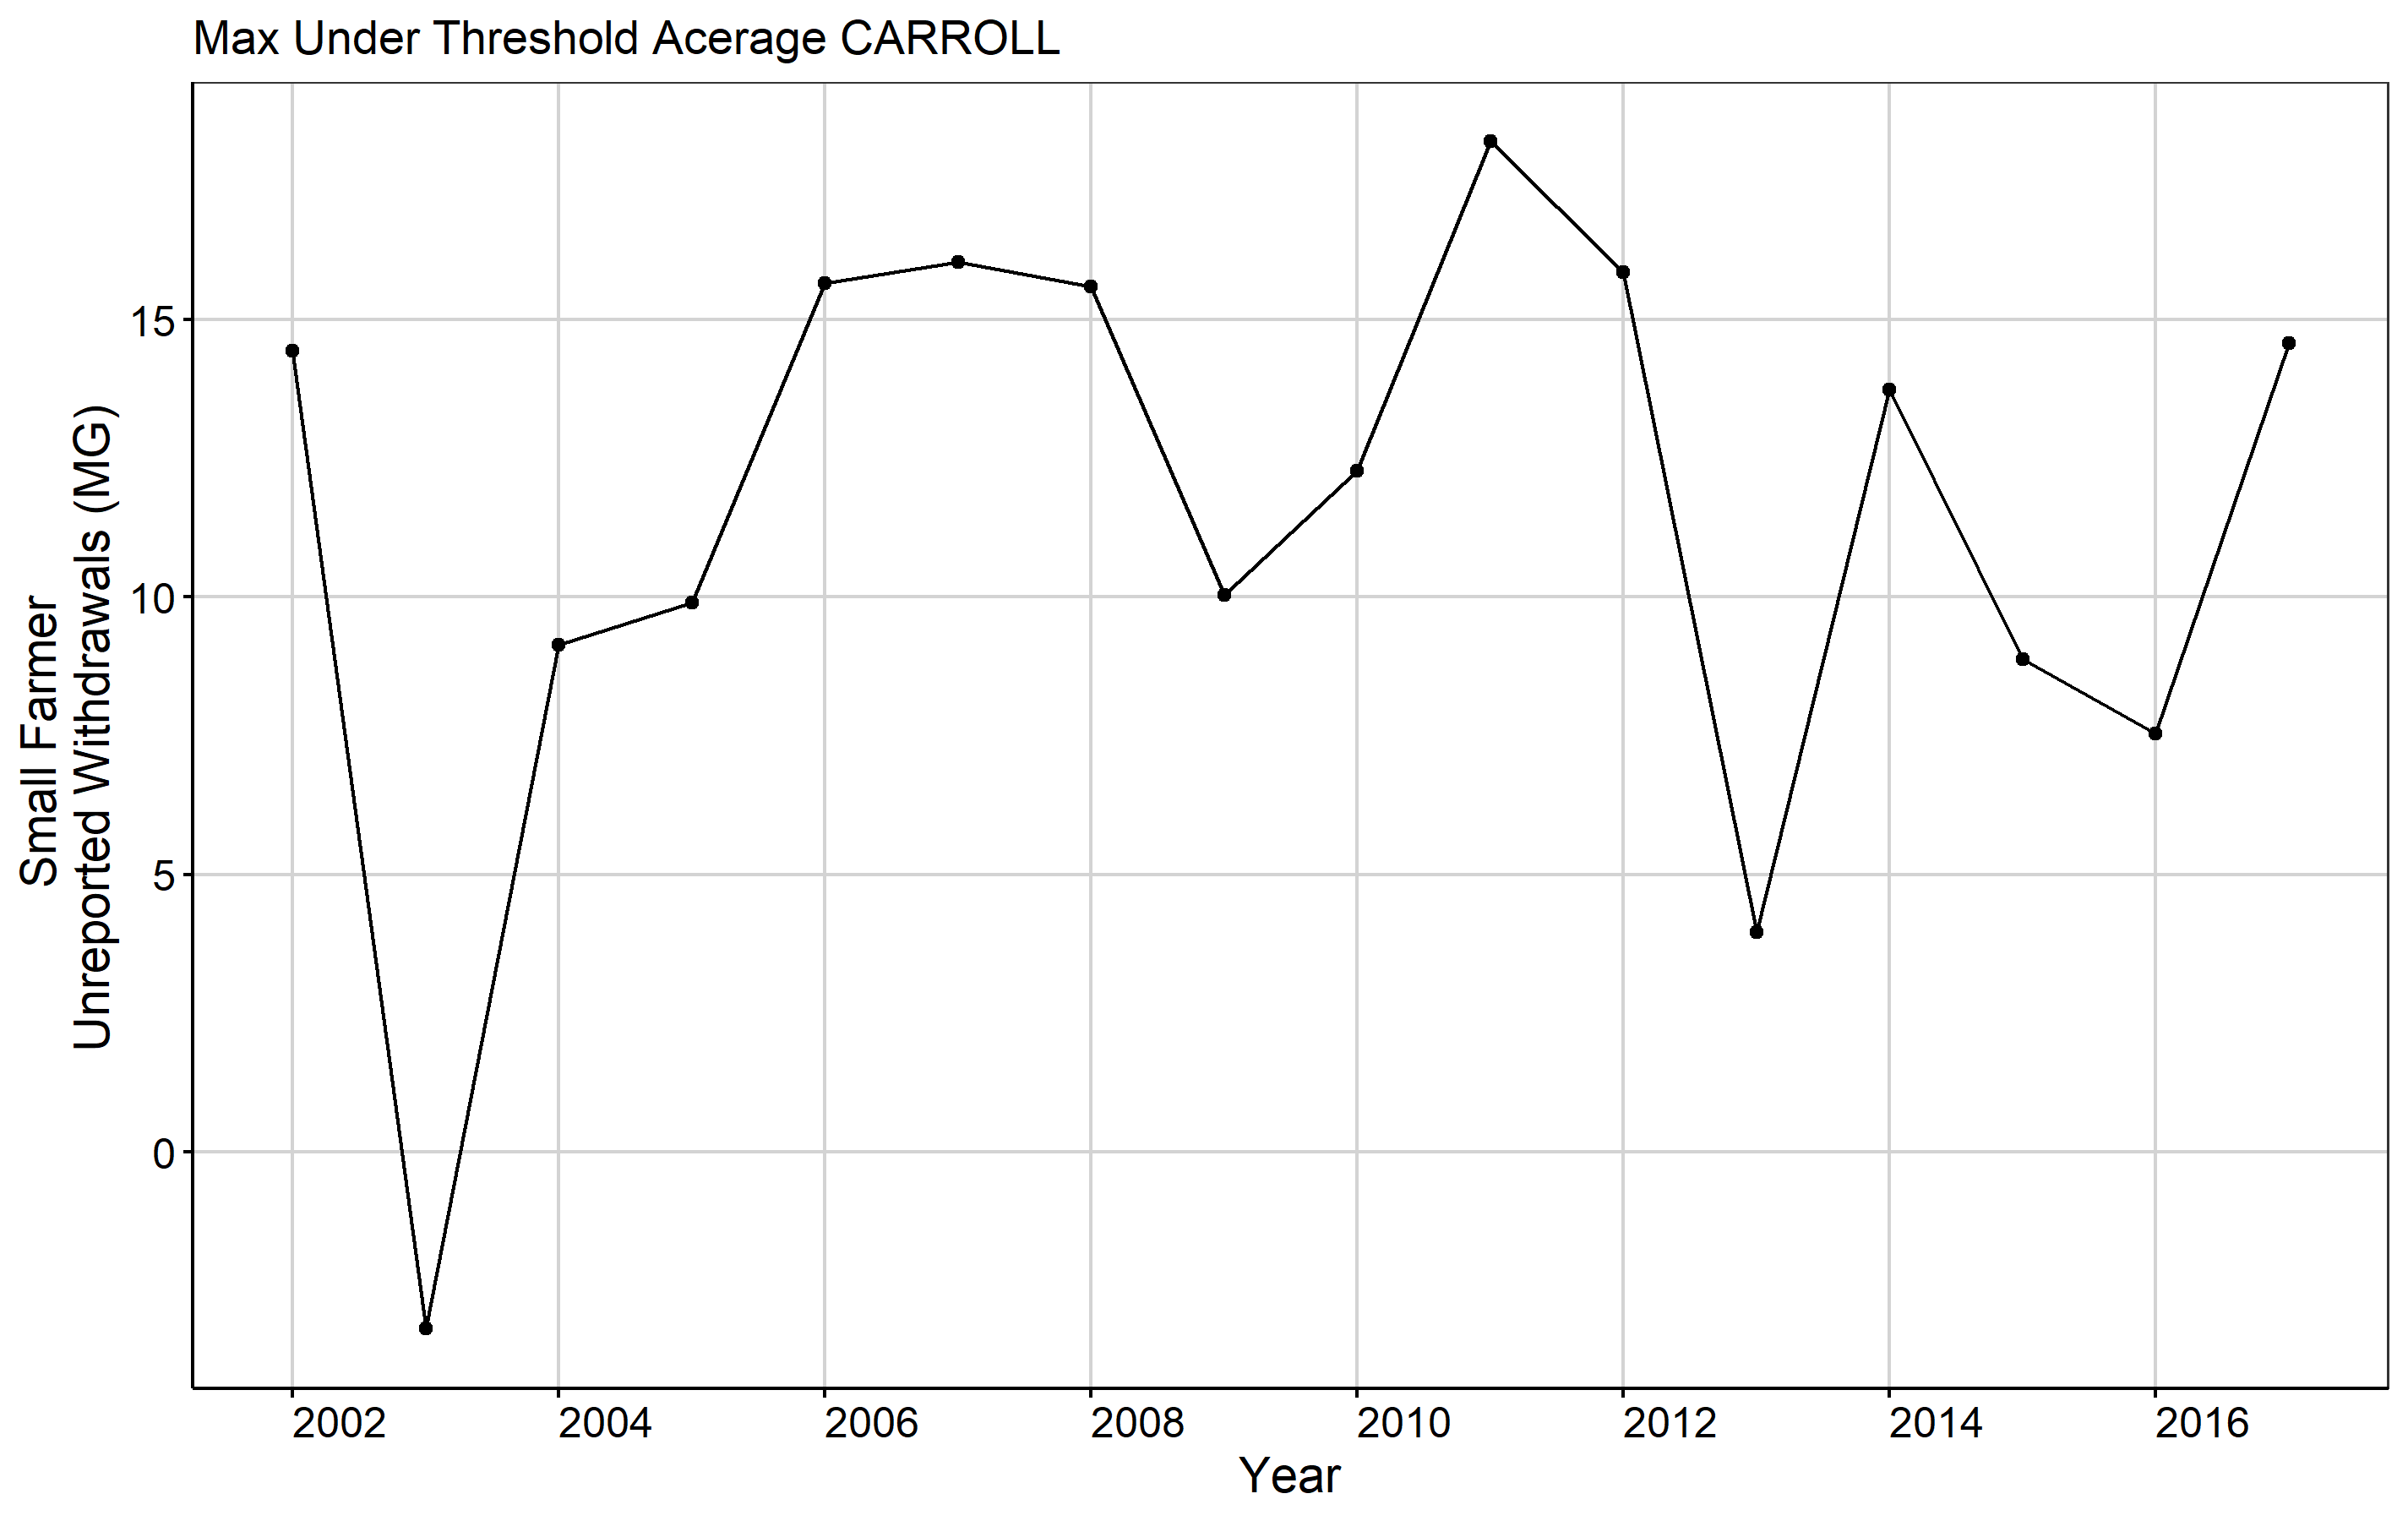 Max Under Threshold Acerage CARROLL
Small Farmer
Unreported Withdrawals (MG)
15
10
5
0
2002 2004 2006 2008 2010 2012 2014 2016
Year